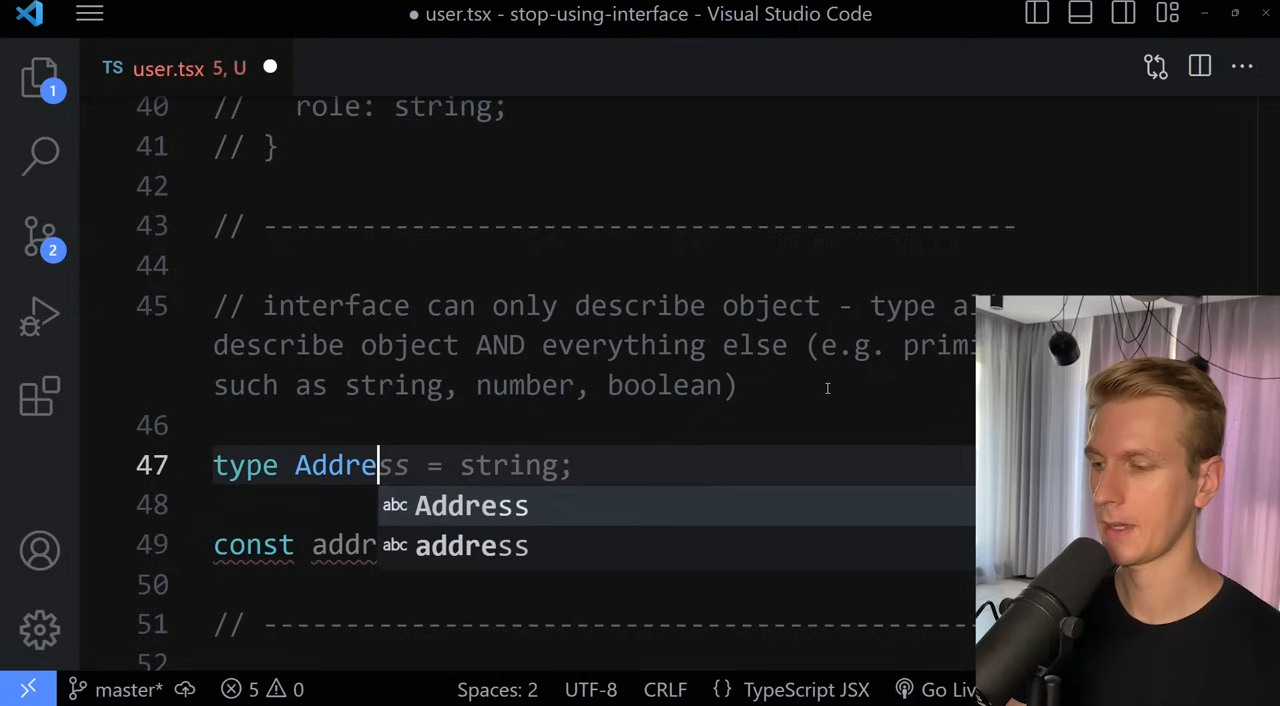 ● user.tsx - stop-using-interface - Visual Studio Code
TS user.tsx 5, U ●
1
2
40 // role: string;
41 // }
42
43 // ----------------------------------------------
44
45 // interface can only describe object - type
describe object AND everything else (e.g.
such as string, number, boolean)
46
47 type Address = string;
abc Address
48
abc address
49 const addr
50
51 // --------------------------------------------
52
master* 5 0 Spaces: 2 UTF-8 CRLF {} TypeScript JSX Go